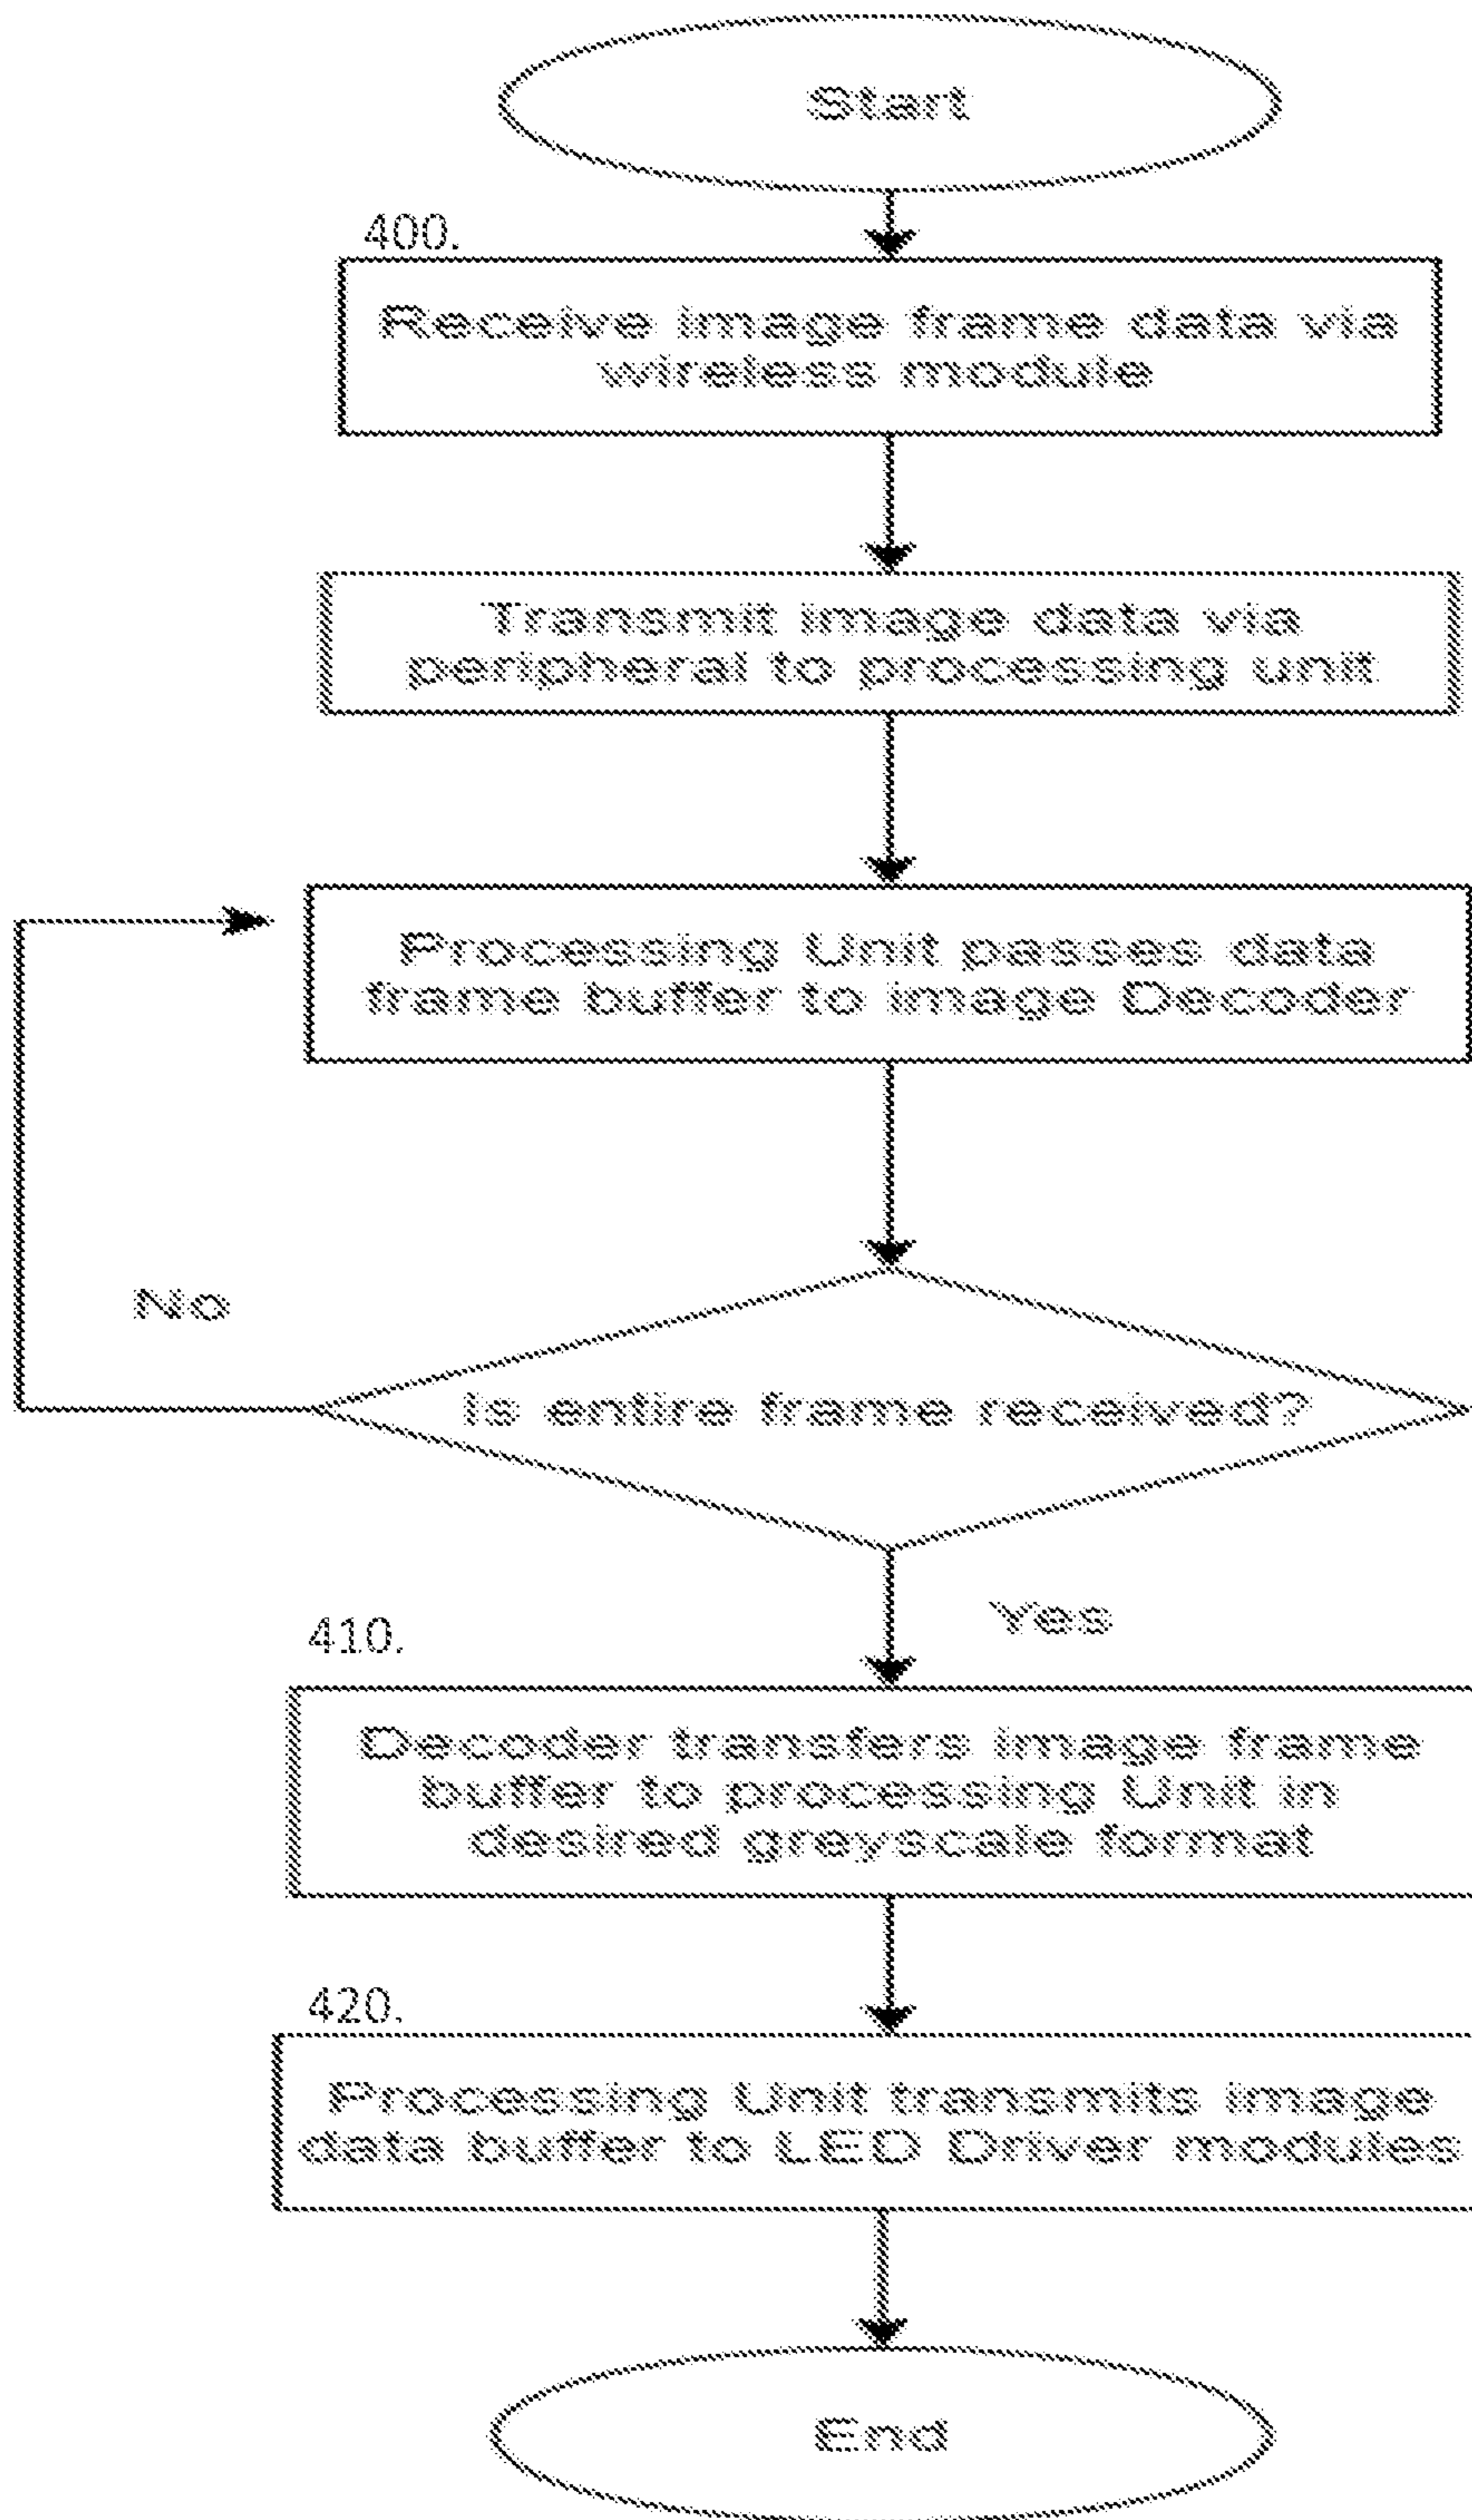 Start
400.
Receive image frame data via
wireless module
Transmit image data via
peripheral to processing unit
Processing Unit passes data
frame buffer to image Decoder
No
Is entire frame received?
Yes
410.
Decoder transfers image frame
buffer to processing Unit in
desired greyscale format
420.
Processing Unit transmits image
data buffer to LED Driver modules
End